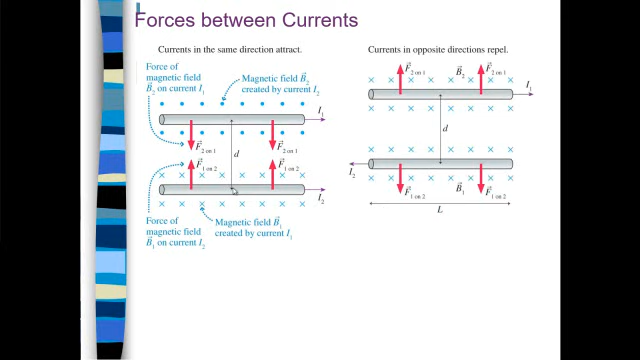 Forces between Currents
Currents in the same direction attract.
Force of
magnetic field
B⃗2 on current I1
Magnetic field B⃗2
created by current I2
I1
F⃗2 on 1
F⃗2 on 1
d
F⃗1 on 2
F⃗1 on 2
I2
Force of
magnetic field
B⃗1 on current I2
Magnetic field B⃗1
created by current I1
Currents in opposite directions repel.
F⃗2 on 1
B⃗2
F⃗2 on 1
I1
d
I2
F⃗1 on 2
B⃗1
F⃗1 on 2
L